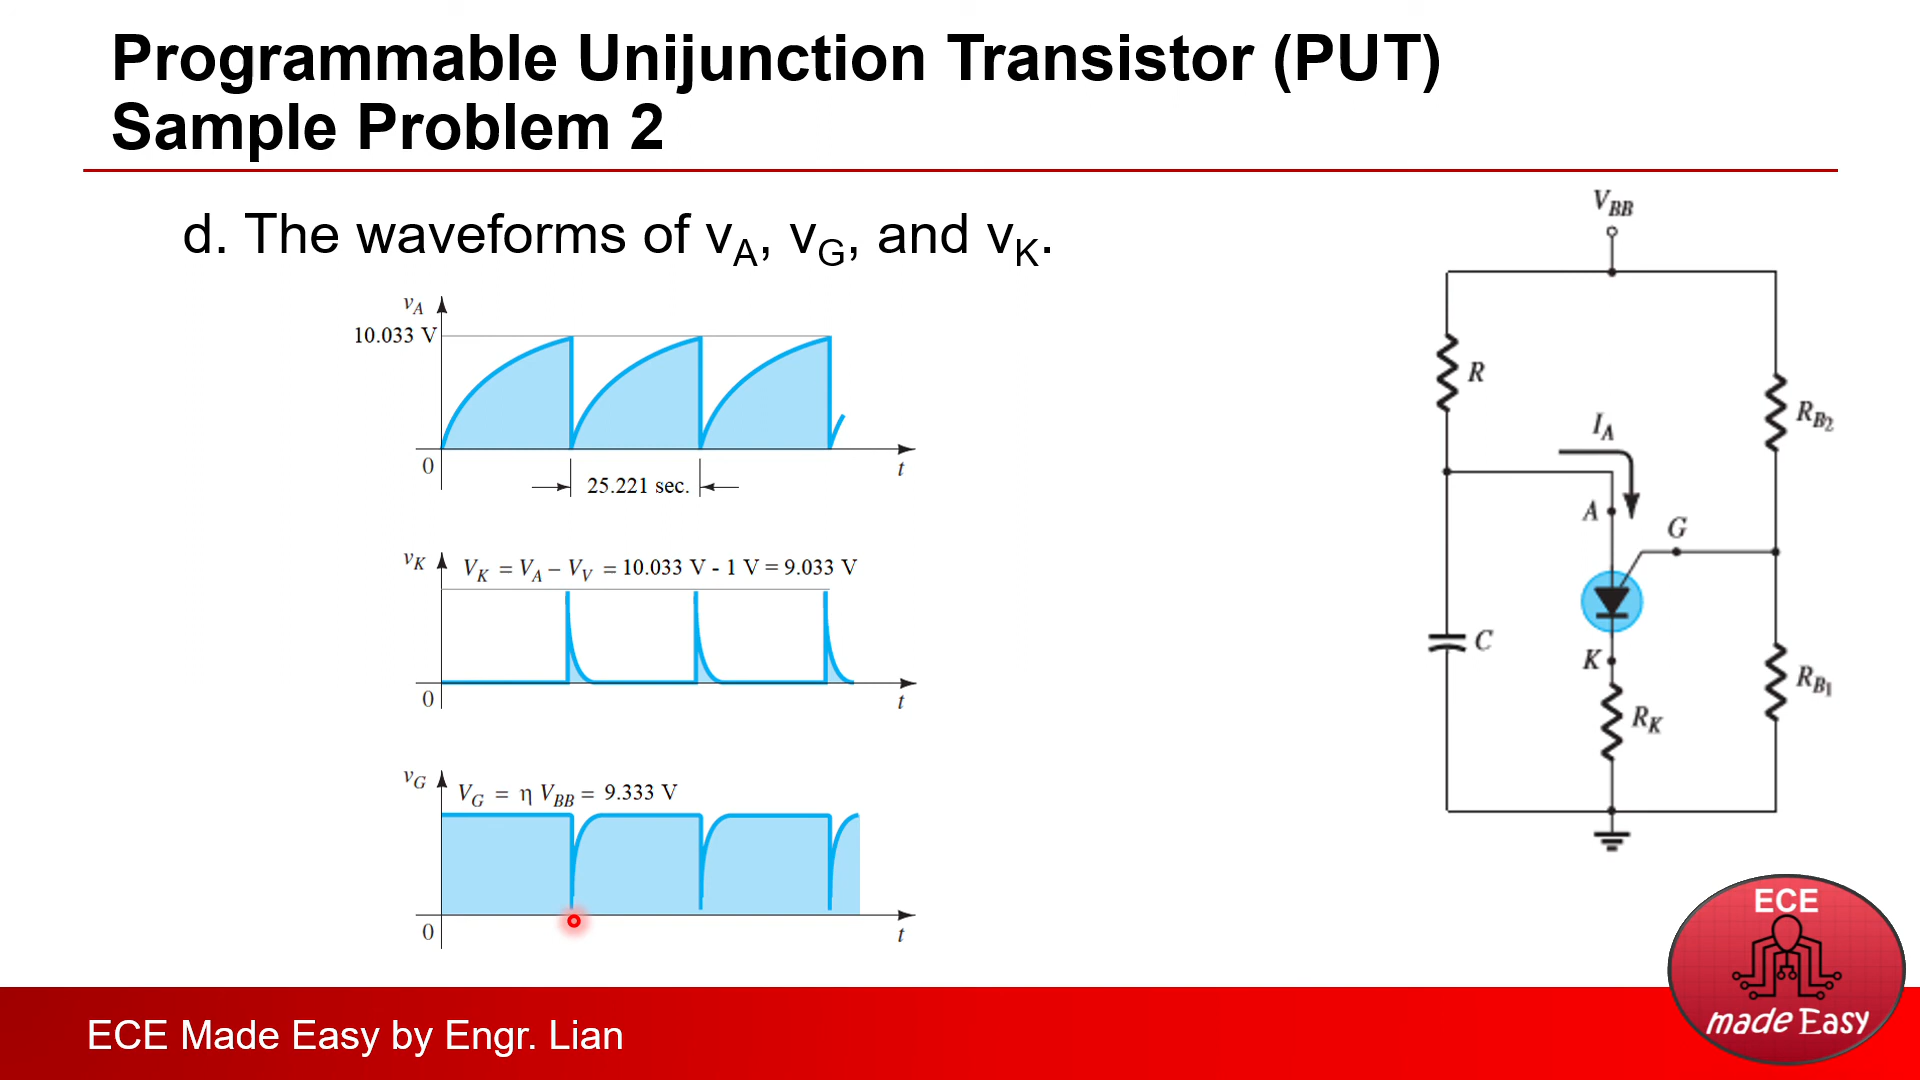 Programmable Unijunction Transistor (PUT)
Sample Problem 2
d. The waveforms of vA, vG, and vK.
vA
10.033 V
0
25.221 sec.
t
vK
VK = VA – VV = 10.033 V - 1 V = 9.033 V
0
t
vG
VG = η VBB = 9.333 V
0
t
VBB
R
RB2
IA
A
G
C
K
RB1
RK
ECE
made Easy
ECE Made Easy by Engr. Lian